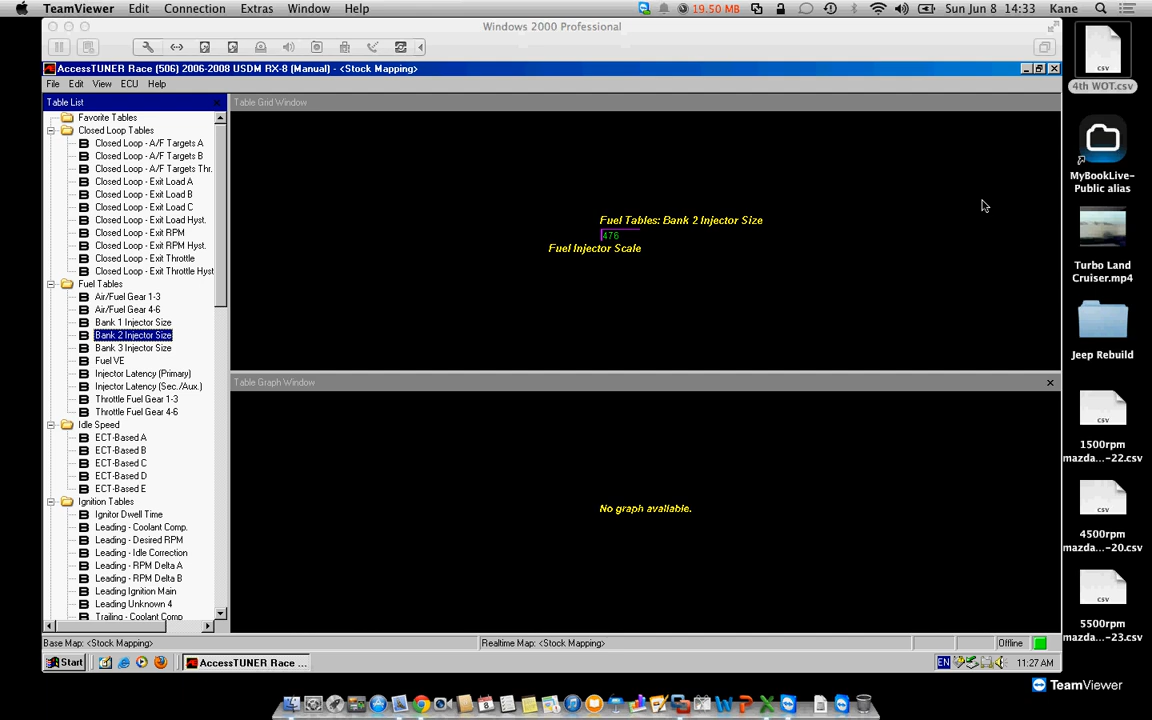 TeamViewer Edit Connection Extras Window Help 19.50 MB Sun Jun 8 14:33 Kane
Windows 2000 Professional
AccessTUNER Race (506) 2006-2008 USDM RX-8 (Manual) - <Stock Mapping>
File Edit View ECU Help
Table List
Favorite Tables
Closed Loop Tables
Closed Loop - A/F Targets A
Closed Loop - A/F Targets B
Closed Loop - A/F Targets Thr.
Closed Loop - Exit Load A
Closed Loop - Exit Load B
Closed Loop - Exit Load C
Closed Loop - Exit Load Hyst.
Closed Loop - Exit RPM
Closed Loop - Exit RPM Hyst.
Closed Loop - Exit Throttle
Closed Loop - Exit Throttle Hyst
Fuel Tables
Air/Fuel Gear 1-3
Air/Fuel Gear 4-6
Bank 1 Injector Size
Bank 2 Injector Size
Bank 3 Injector Size
Fuel VE
Injector Latency (Primary)
Injector Latency (Sec./Aux.)
Throttle Fuel Gear 1-3
Throttle Fuel Gear 4-6
Idle Speed
ECT-Based A
ECT-Based B
ECT-Based C
ECT-Based D
ECT-Based E
Ignition Tables
Ignitor Dwell Time
Leading - Coolant Comp.
Leading - Desired RPM
Leading - Idle Correction
Leading - RPM Delta A
Leading - RPM Delta B
Leading Ignition Main
Leading Unknown 4
Trailing - Coolant Comp
Table Grid Window
Fuel Tables: Bank 2 Injector Size
476
Fuel Injector Scale
Table Graph Window
No graph available.
Base Map: <Stock Mapping> Realtime Map: <Stock Mapping> Offline
Start AccessTUNER Race ... EN 11:27 AM
csv
4th WOT.csv
MyBookLive-
Public alias
Turbo Land
Cruiser.mp4
Jeep Rebuild
csv
1500rpm
mazda...-22.csv
csv
4500rpm
mazda...-20.csv
csv
5500rpm
mazda...-23.csv
TeamViewer